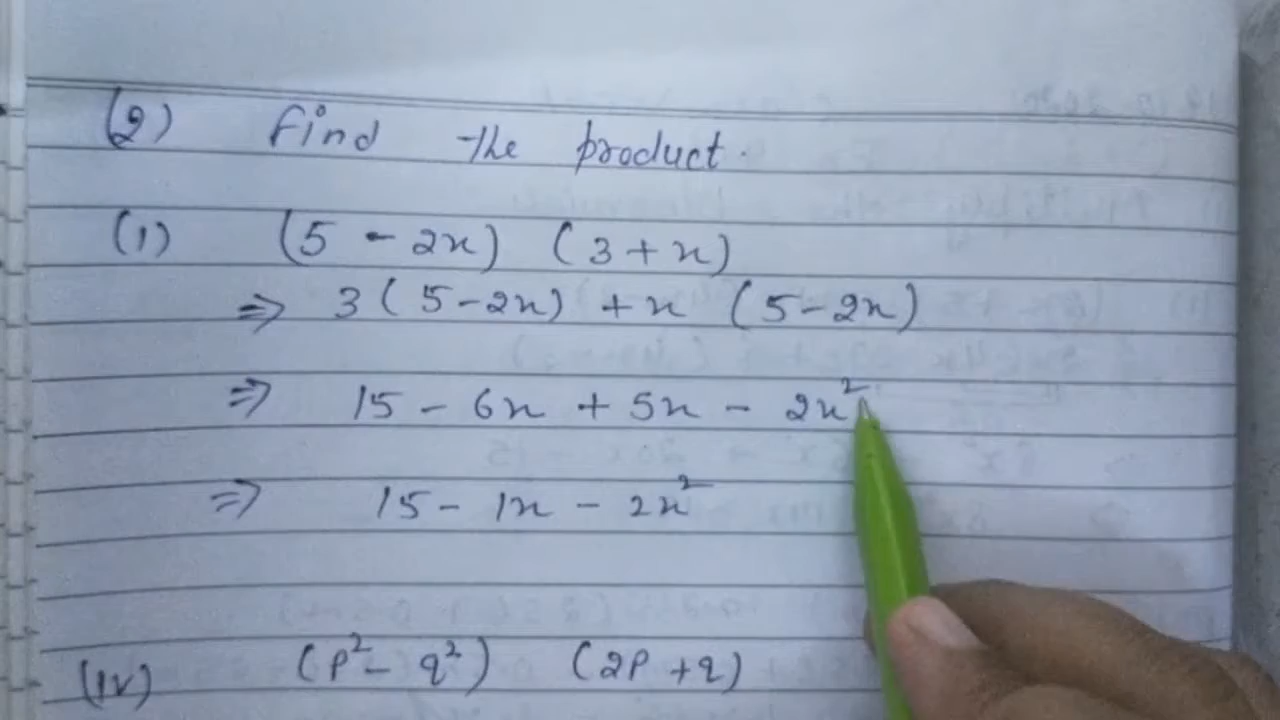 (2) Find the product.
(1) (5 - 2x) (3 + x)
⇒ 3 ( 5 - 2x) + x (5 - 2x)
⇒ 15 - 6x + 5x - 2x²
⇒ 15 - 1x - 2x²
(iv) (p² - q²) (2p + q)